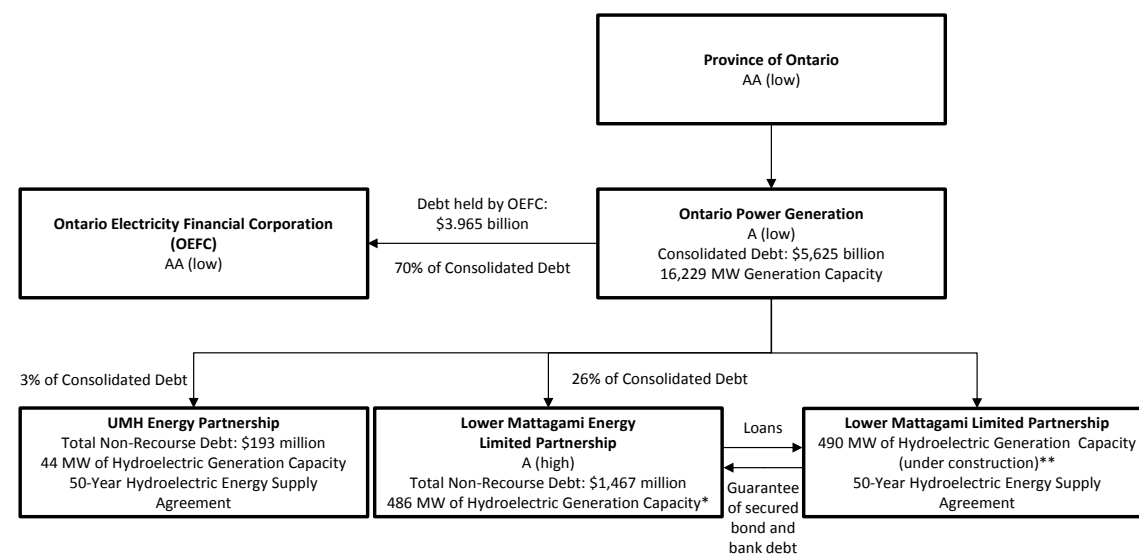 Province of Ontario
AA (low)
Ontario Electricity Financial Corporation
(OEFC)
AA (low)
Debt held by OEFC:
$3.965 billion
70% of Consolidated Debt
Ontario Power Generation
A (low)
Consolidated Debt: $5,625 billion
16,229 MW Generation Capacity
3% of Consolidated Debt
26% of Consolidated Debt
UMH Energy Partnership
Total Non-Recourse Debt: $193 million
44 MW of Hydroelectric Generation Capacity
50-Year Hydroelectric Energy Supply
Agreement
Lower Mattagami Energy
Limited Partnership
A (high)
Total Non-Recourse Debt: $1,467 million
486 MW of Hydroelectric Generation Capacity*
Loans
Guarantee
of secured
bond and
bank debt
Lower Mattagami Limited Partnership
490 MW of Hydroelectric Generation Capacity
(under construction)**
50-Year Hydroelectric Energy Supply
Agreement